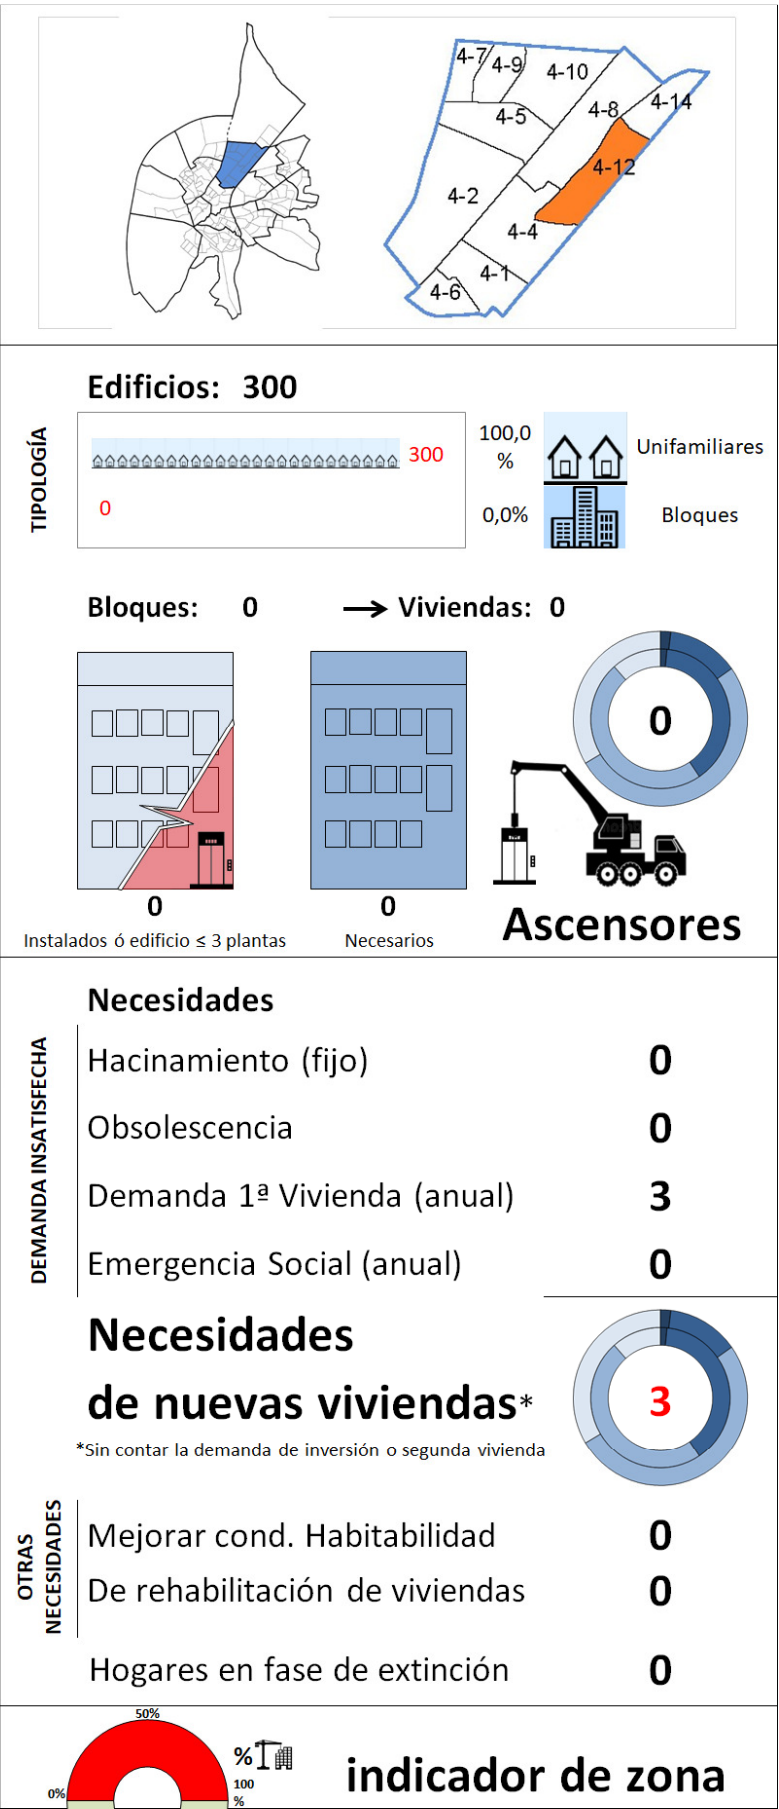 4-7
4-9
4-10
4-14
4-8
4-5
4-12
4-2
4-4
4-1
4-6
Edificios: 300
TIPOLOGÍA
300
0
100,0
%
Unifamiliares
0,0%
Bloques
Bloques: 0
Viviendas: 0
0
0
Instalados ó edificio ≤ 3 plantas
0
Necesarios
Ascensores
DEMANDA INSATISFECHA
Necesidades
Hacinamiento (fijo) 0
Obsolescencia 0
Demanda 1ª Vivienda (anual) 3
Emergencia Social (anual) 0
Necesidades
de nuevas viviendas* 3
*Sin contar la demanda de inversión o segunda vivienda
OTRAS
NECESIDADES
Mejorar cond. Habitabilidad 0
De rehabilitación de viviendas 0
Hogares en fase de extinción 0
50%
0%
%
100
%
indicador de zona